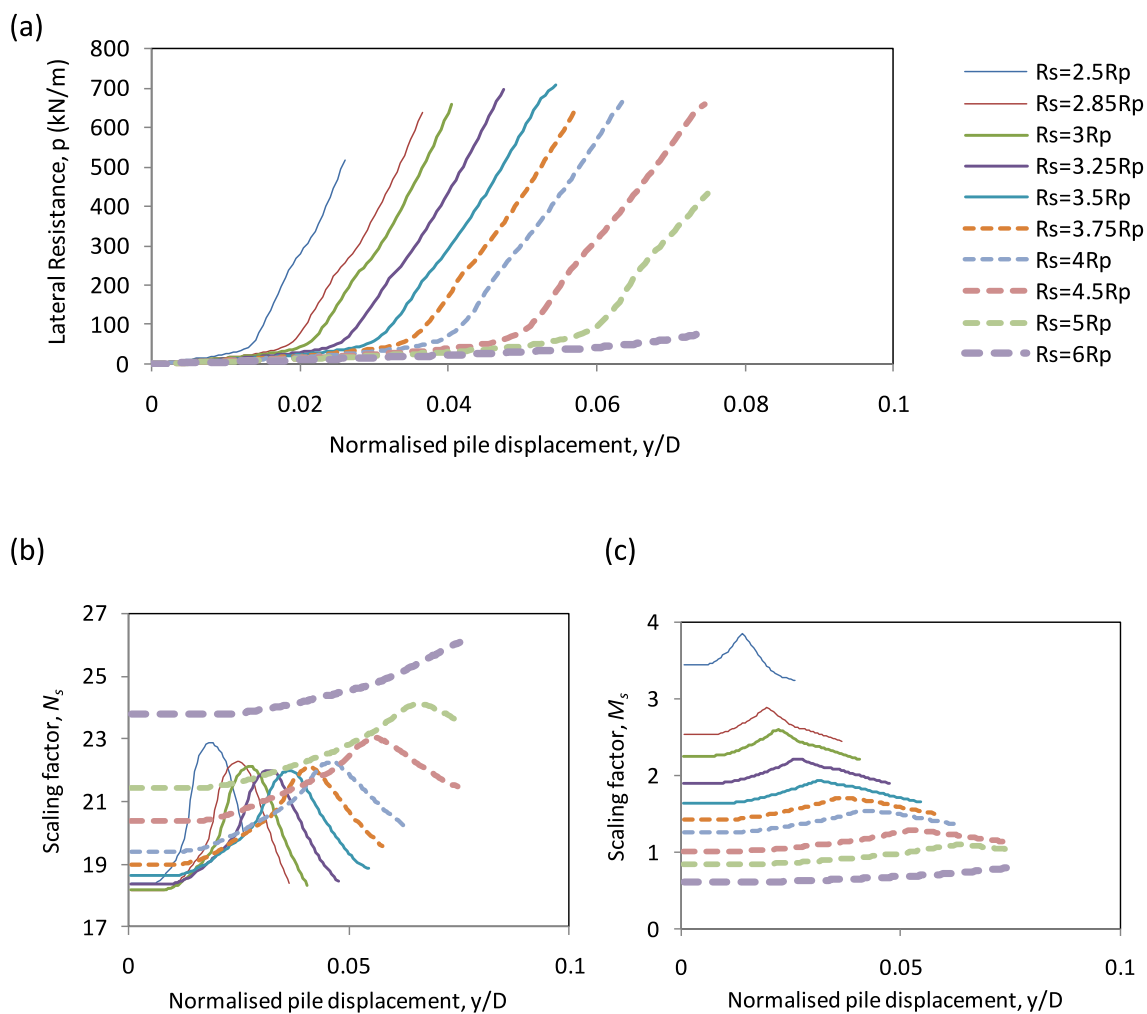 (a)
Lateral Resistance, p (kN/m)
800
700
600
500
400
300
200
100
0
0 0.02 0.04 0.06 0.08 0.1
Normalised pile displacement, y/D
Rs=2.5Rp
Rs=2.85Rp
Rs=3Rp
Rs=3.25Rp
Rs=3.5Rp
Rs=3.75Rp
Rs=4Rp
Rs=4.5Rp
Rs=5Rp
Rs=6Rp
(b)
Scaling factor, Ns
27
25
23
21
19
17
0 0.05 0.1
Normalised pile displacement, y/D
(c)
Scaling factor, Ms
4
3
2
1
0
0 0.05 0.1
Normalised pile displacement, y/D